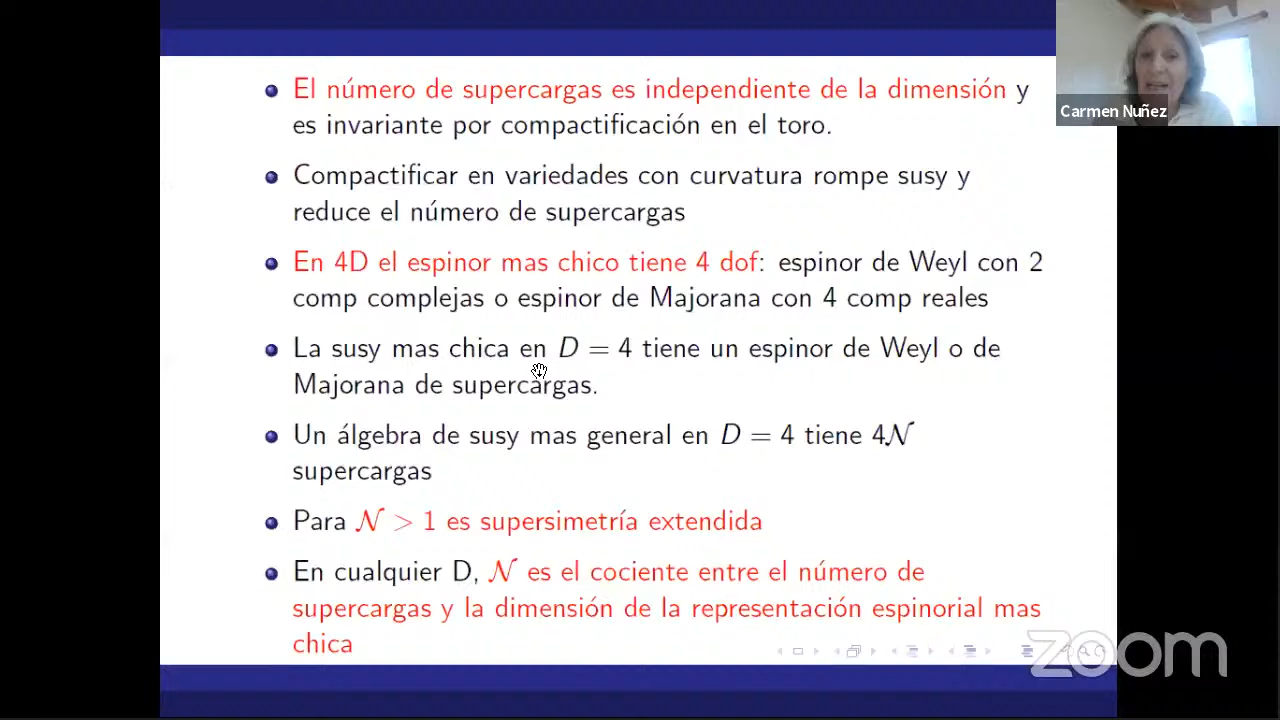 El número de supercargas es independiente de la dimensión y
es invariante por compactificación en el toro.
Compactificar en variedades con curvatura rompe susy y
reduce el número de supercargas
En 4D el espinor mas chico tiene 4 dof: espinor de Weyl con 2
comp complejas o espinor de Majorana con 4 comp reales
La susy mas chica en D = 4 tiene un espinor de Weyl o de
Majorana de supercargas.
Un álgebra de susy mas general en D = 4 tiene 4𝒩
supercargas
Para 𝒩 > 1 es supersimetría extendida
En cualquier D, 𝒩 es el cociente entre el número de
supercargas y la dimensión de la representación espinorial mas
chica
Carmen Nuñez
zoom